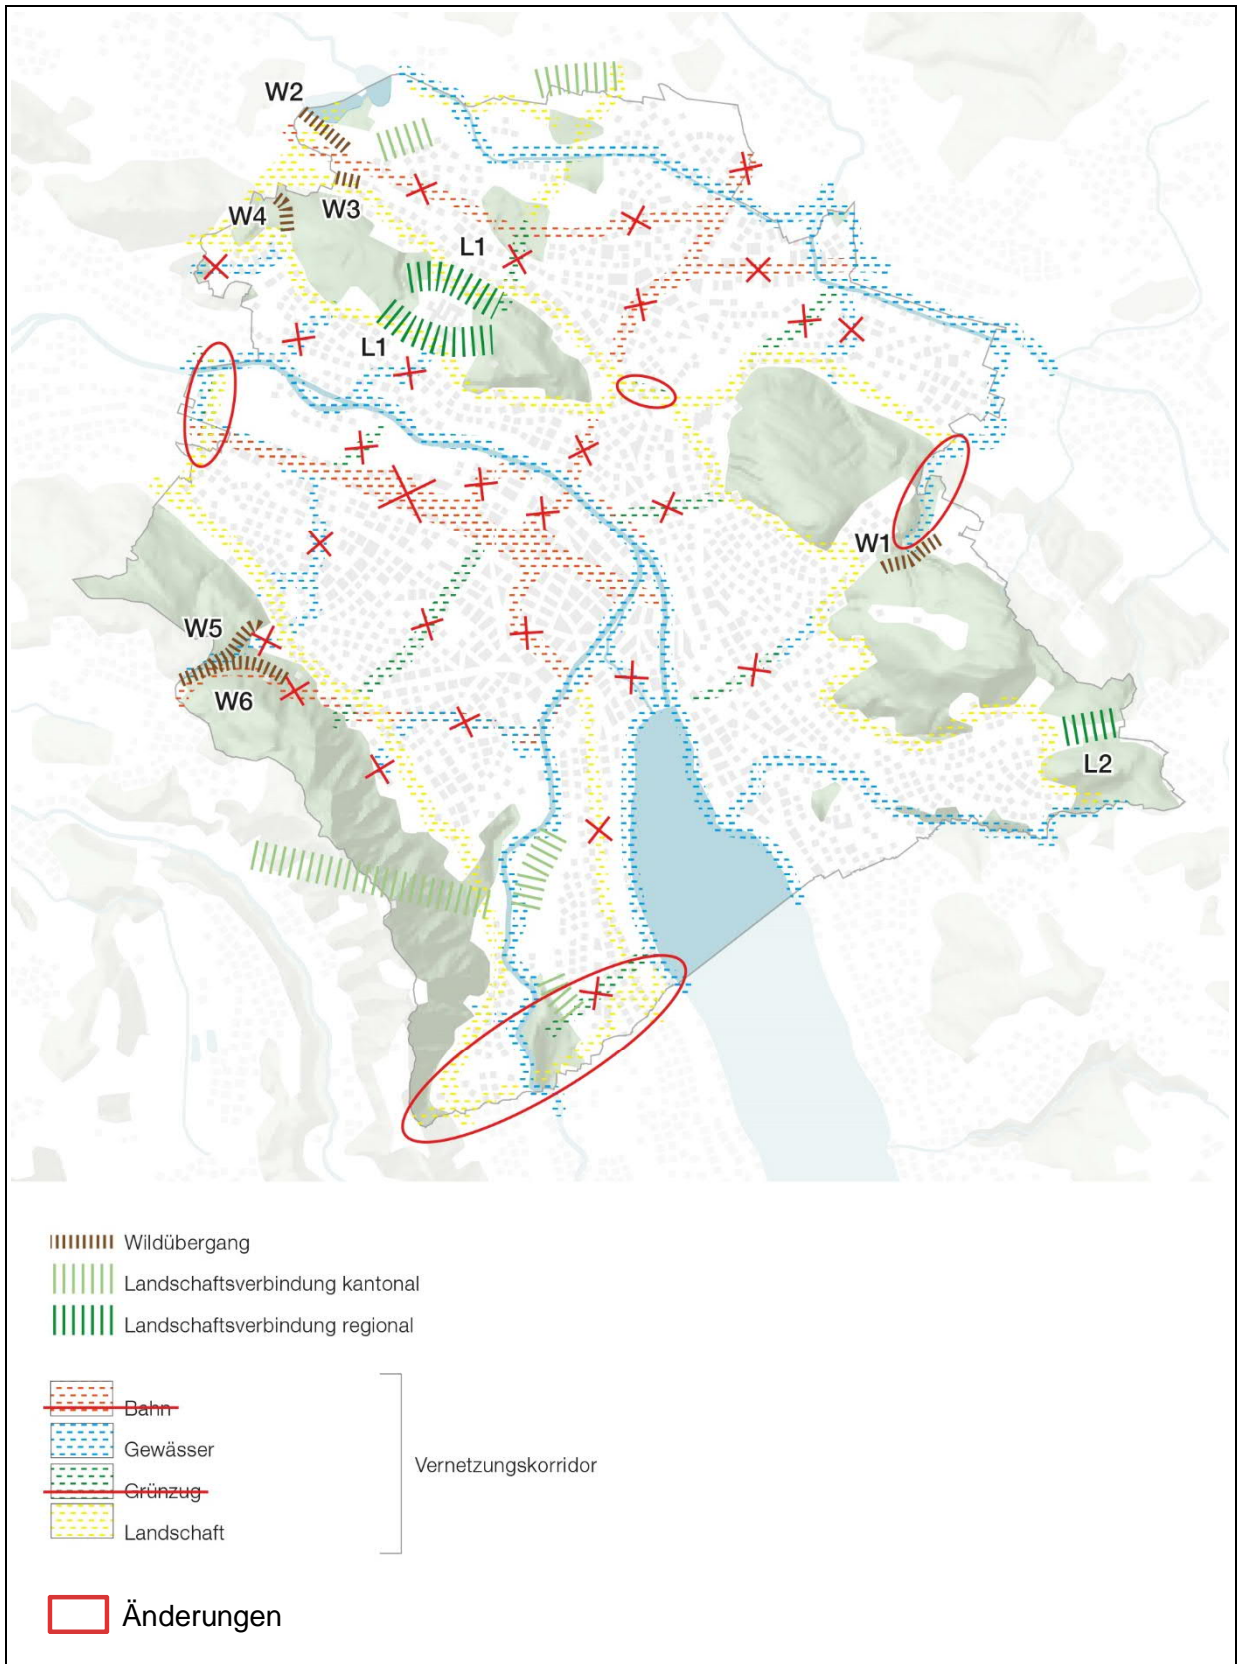 W2
W4
W3
L1
L1
W1
W5
W6
L2
Wildübergang
Landschaftsverbindung kantonal
Landschaftsverbindung regional
Bahn
Gewässer
Grünzug
Landschaft
Vernetzungskorridor
Änderungen